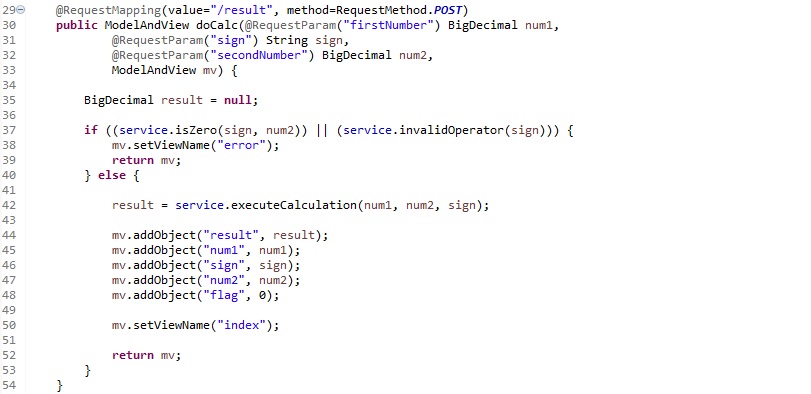 29 @RequestMapping(value="/result", method=RequestMethod.POST)
30 public ModelAndView doCalc(@RequestParam("firstNumber") BigDecimal num1,
31 @RequestParam("sign") String sign,
32 @RequestParam("secondNumber") BigDecimal num2,
33 ModelAndView mv) {
34
35 BigDecimal result = null;
36
37 if ((service.isZero(sign, num2)) || (service.invalidOperator(sign))) {
38 mv.setViewName("error");
39 return mv;
40 } else {
41
42 result = service.executeCalculation(num1, num2, sign);
43
44 mv.addObject("result", result);
45 mv.addObject("num1", num1);
46 mv.addObject("sign", sign);
47 mv.addObject("num2", num2);
48 mv.addObject("flag", 0);
49
50 mv.setViewName("index");
51
52 return mv;
53 }
54 }